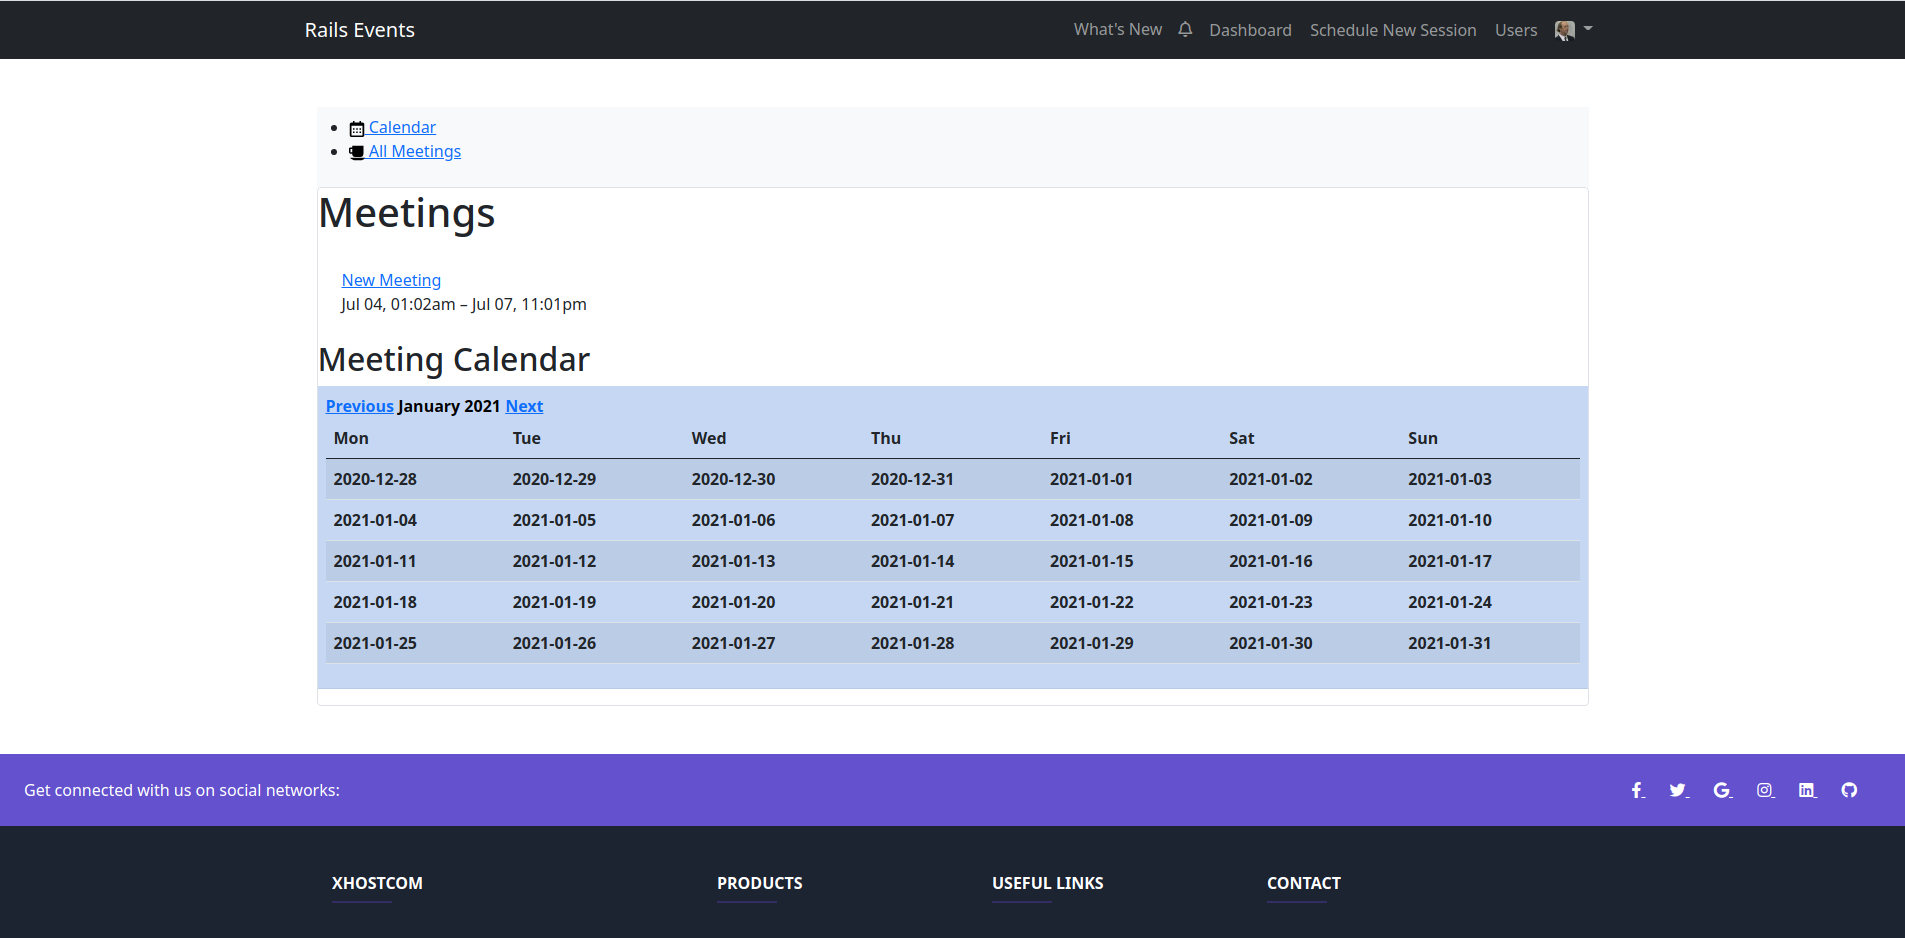 Rails Events What's New Dashboard Schedule New Session Users
Calendar
All Meetings
Meetings
New Meeting
Jul 04, 01:02am – Jul 07, 11:01pm
Meeting Calendar
Previous January 2021 Next
Mon Tue Wed Thu Fri Sat Sun
2020-12-28 2020-12-29 2020-12-30 2020-12-31 2021-01-01 2021-01-02 2021-01-03
2021-01-04 2021-01-05 2021-01-06 2021-01-07 2021-01-08 2021-01-09 2021-01-10
2021-01-11 2021-01-12 2021-01-13 2021-01-14 2021-01-15 2021-01-16 2021-01-17
2021-01-18 2021-01-19 2021-01-20 2021-01-21 2021-01-22 2021-01-23 2021-01-24
2021-01-25 2021-01-26 2021-01-27 2021-01-28 2021-01-29 2021-01-30 2021-01-31
Get connected with us on social networks:
XHOSTCOM PRODUCTS USEFUL LINKS CONTACT